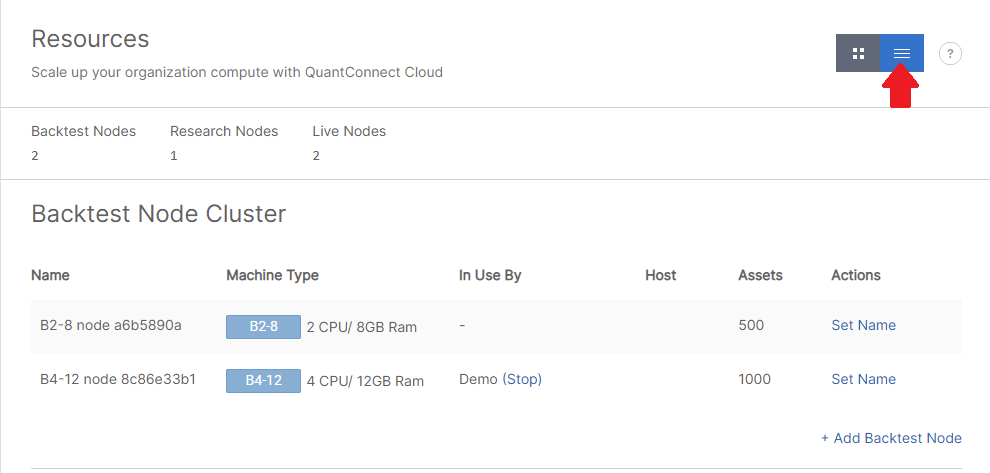 Resources
Scale up your organization compute with QuantConnect Cloud
?
Backtest Nodes Research Nodes Live Nodes
2 1 2
Backtest Node Cluster
Name Machine Type In Use By Host Assets Actions
B2-8 node a6b5890a B2-8 2 CPU/ 8GB Ram - 500 Set Name
B4-12 node 8c86e33b1 B4-12 4 CPU/ 12GB Ram Demo (Stop) 1000 Set Name
+ Add Backtest Node